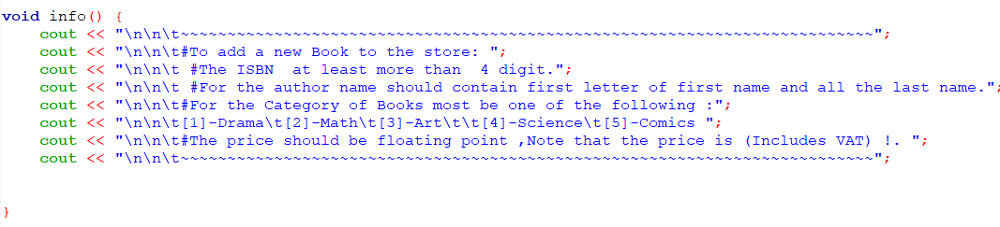 void info() {
    cout << "\n\n\t~~~~~~~~~~~~~~~~~~~~~~~~~~~~~~~~~~~~~~~~~~~~~~~~~~~~~~~~~~~~~~~~~~~~~~~~~~";
    cout << "\n\n\t#To add a new Book to the store: ";
    cout << "\n\n\t #The ISBN  at least more than  4 digit.";
    cout << "\n\n\t #For the author name should contain first letter of first name and all the last name.";
    cout << "\n\n\t#For the Category of Books most be one of the following :";
    cout << "\n\n\t[1]-Drama\t[2]-Math\t[3]-Art\t\t[4]-Science\t[5]-Comics ";
    cout << "\n\n\t#The price should be floating point ,Note that the price is (Includes VAT) !. ";
    cout << "\n\n\t~~~~~~~~~~~~~~~~~~~~~~~~~~~~~~~~~~~~~~~~~~~~~~~~~~~~~~~~~~~~~~~~~~~~~~~~~~";
}